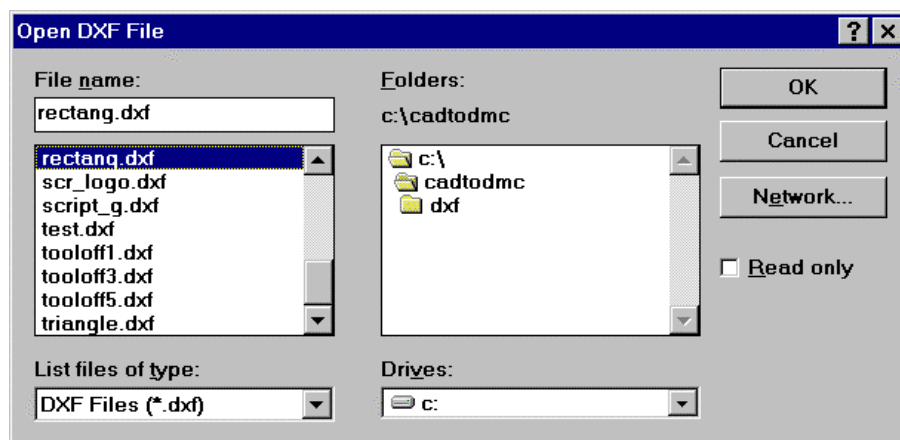 Open DXF File
File name:
rectang.dxf
rectang.dxf
scr_logo.dxf
script_g.dxf
test.dxf
tooloff1.dxf
tooloff3.dxf
tooloff5.dxf
triangle.dxf
List files of type:
DXF Files (*.dxf)
Folders:
c:\cadtodmc
c:\
cadtodmc
dxf
Drives:
c:
OK
Cancel
Network...
Read only